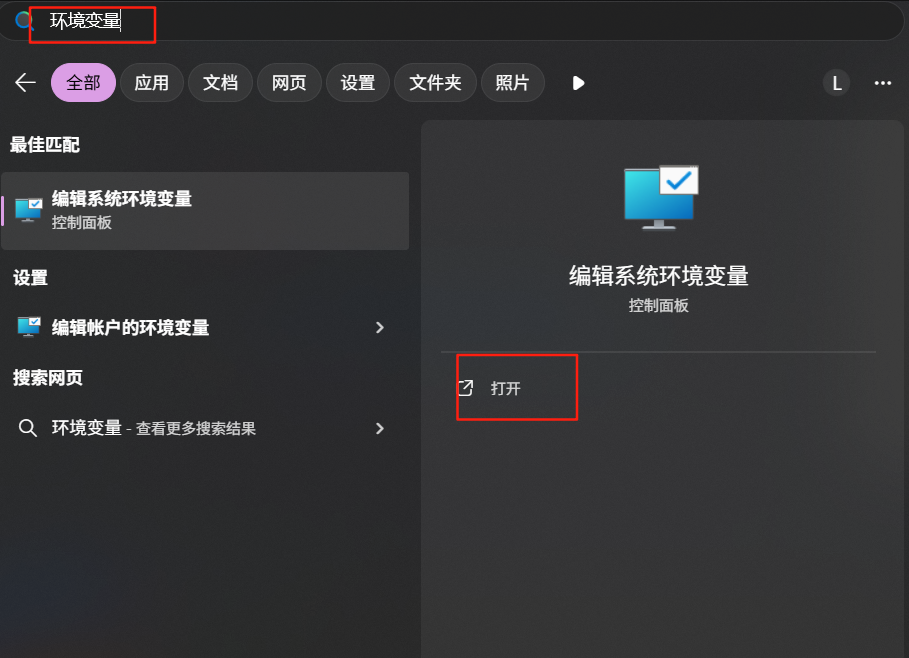 环境变量
全部 应用 文档 网页 设置 文件夹 照片 L
最佳匹配
编辑系统环境变量
控制面板
设置
编辑帐户的环境变量
搜索网页
环境变量 - 查看更多搜索结果
编辑系统环境变量
控制面板
打开